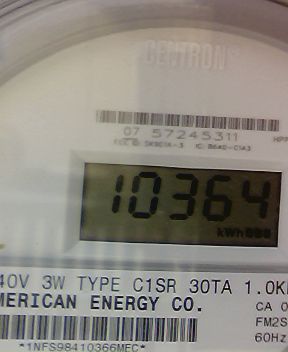 CENTRON®
07 57245311
10364
kWh
40V 3W TYPE C1SR 30TA 1.0K
MERICAN ENERGY CO.
CA 0
FM2S
60Hz
*1NFS98410366MEC*